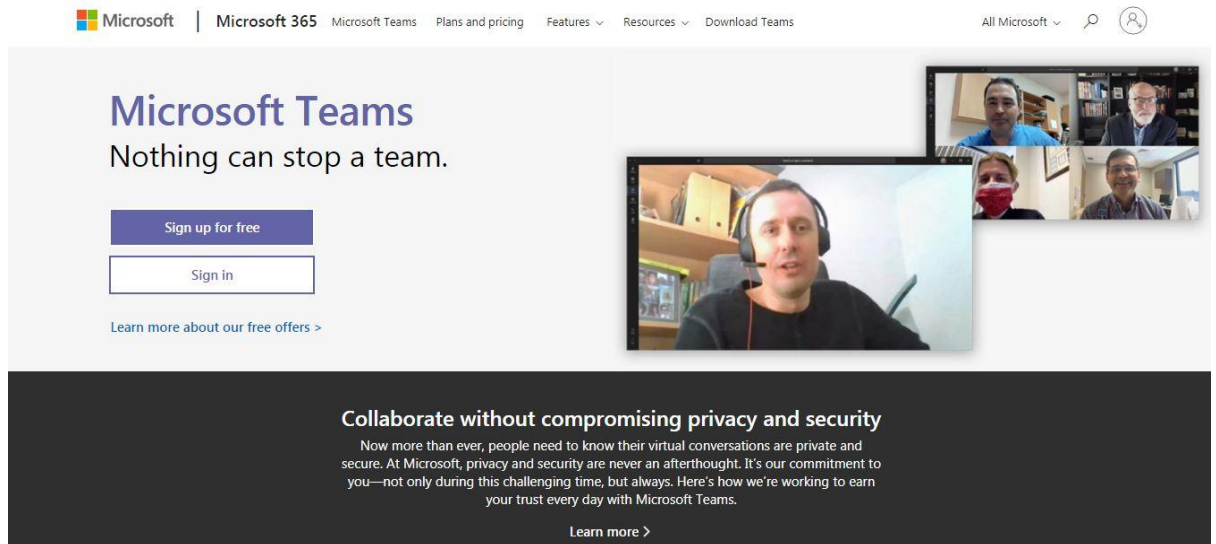 Microsoft | Microsoft 365 Microsoft Teams Plans and pricing Features Resources Download Teams All Microsoft
Microsoft Teams
Nothing can stop a team.
Sign up for free
Sign in
Learn more about our free offers >
Collaborate without compromising privacy and security
Now more than ever, people need to know their virtual conversations are private and
secure. At Microsoft, privacy and security are never an afterthought. It's our commitment to
you—not only during this challenging time, but always. Here's how we're working to earn
your trust every day with Microsoft Teams.
Learn more >